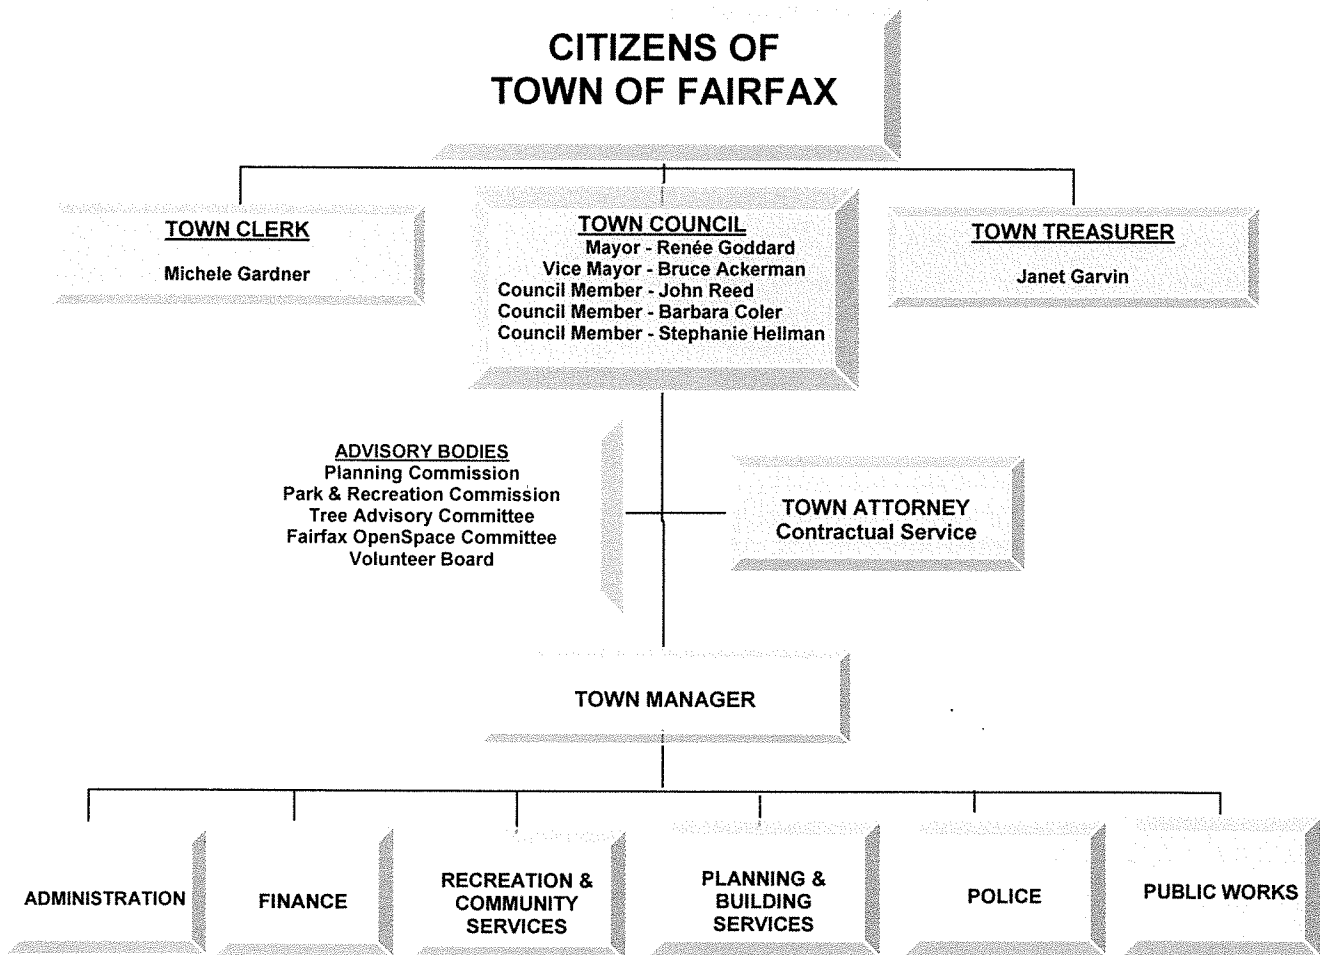 CITIZENS OF
TOWN OF FAIRFAX
TOWN CLERK
Michele Gardner
TOWN COUNCIL
Mayor - Renée Goddard
Vice Mayor - Bruce Ackerman
Council Member - John Reed
Council Member - Barbara Coler
Council Member - Stephanie Hellman
TOWN TREASURER
Janet Garvin
ADVISORY BODIES
Planning Commission
Park & Recreation Commission
Tree Advisory Committee
Fairfax OpenSpace Committee
Volunteer Board
TOWN ATTORNEY
Contractual Service
TOWN MANAGER
ADMINISTRATION
FINANCE
RECREATION &
COMMUNITY
SERVICES
PLANNING &
BUILDING
SERVICES
POLICE
PUBLIC WORKS